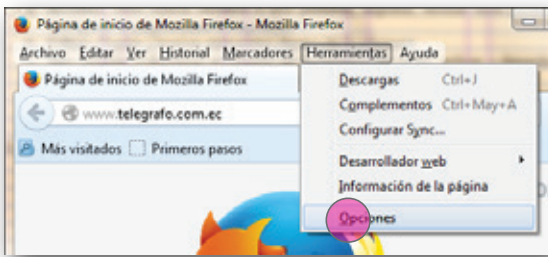 Página de inicio de Mozilla Firefox - Mozilla Firefox
Archivo Editar Ver Historial Marcadores Herramientas Ayuda
Página de inicio de Mozilla Firefox
www.telegrafo.com.ec
Más visitados Primeros pasos
Descargas Ctrl+J
Complementos Ctrl+May+A
Configurar Sync...
Desarrollador web
Información de la página
Opciones